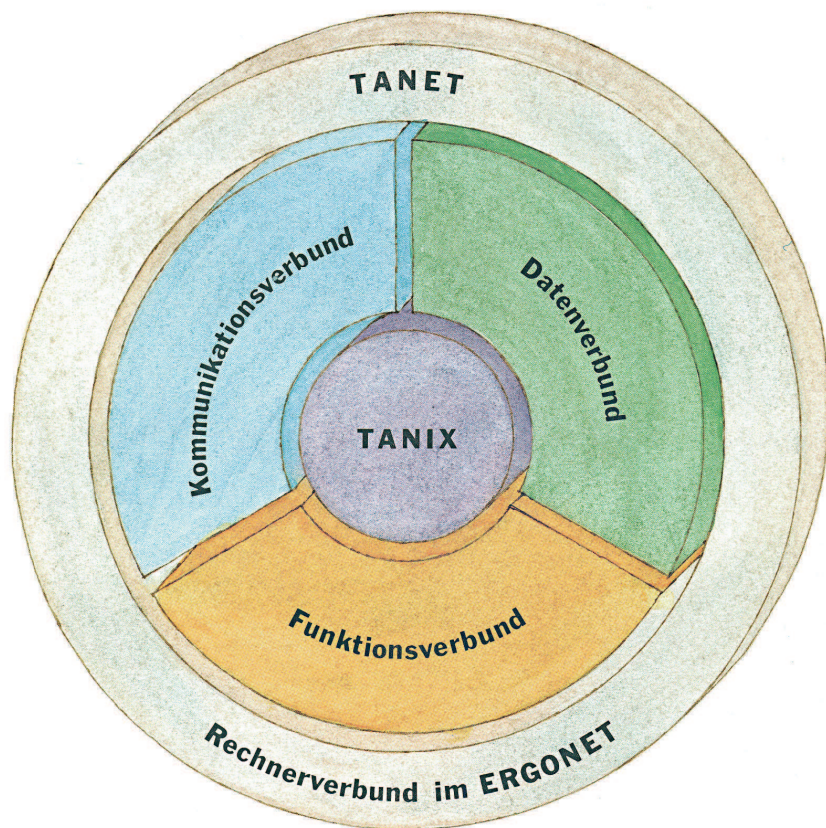 TANET
Kommunikationsverbund
Datenverbund
TANIX
Funktionsverbund
Rechnerverbund im ERGONET